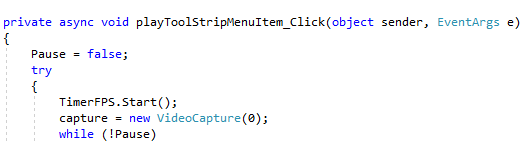 private async void playToolStripMenuItem_Click(object sender, EventArgs e)
{
    Pause = false;
    try
    {
        TimerFPS.Start();
        capture = new VideoCapture(0);
        while (!Pause)